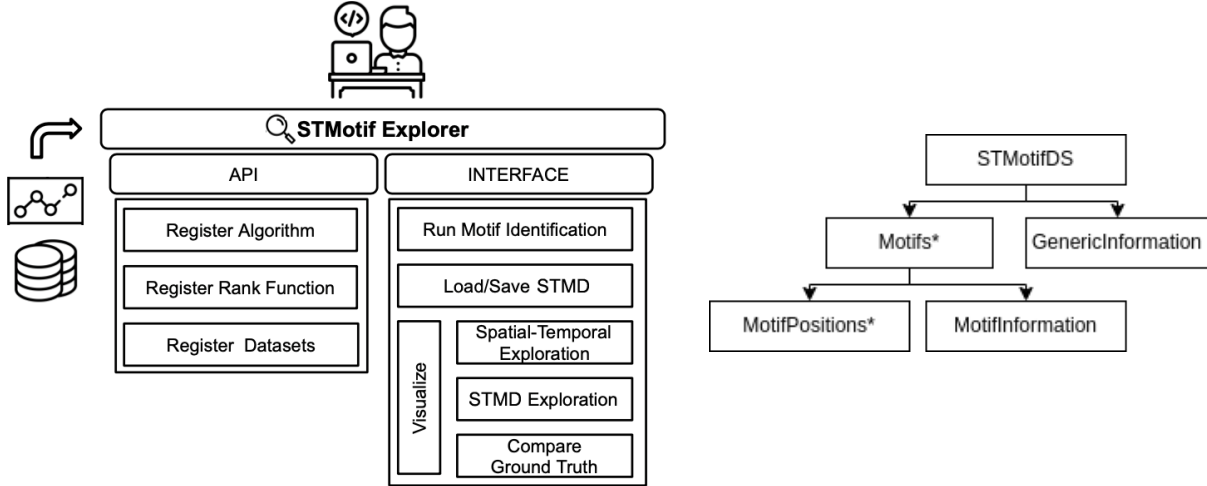 </>
STMotif Explorer
API
INTERFACE
Register Algorithm
Register Rank Function
Register Datasets
Run Motif Identification
Load/Save STMD
Visualize
Spatial-Temporal
Exploration
STMD Exploration
Compare
Ground Truth
STMotifDS
Motifs*
GenericInformation
MotifPositions*
MotifInformation